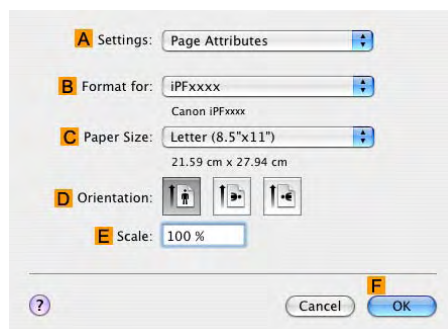 A Settings: Page Attributes
B Format for: iPFxxxx
Canon iPFxxxx
C Paper Size: Letter (8.5"x11")
21.59 cm x 27.94 cm
D Orientation:
E Scale: 100 %
F
? Cancel OK